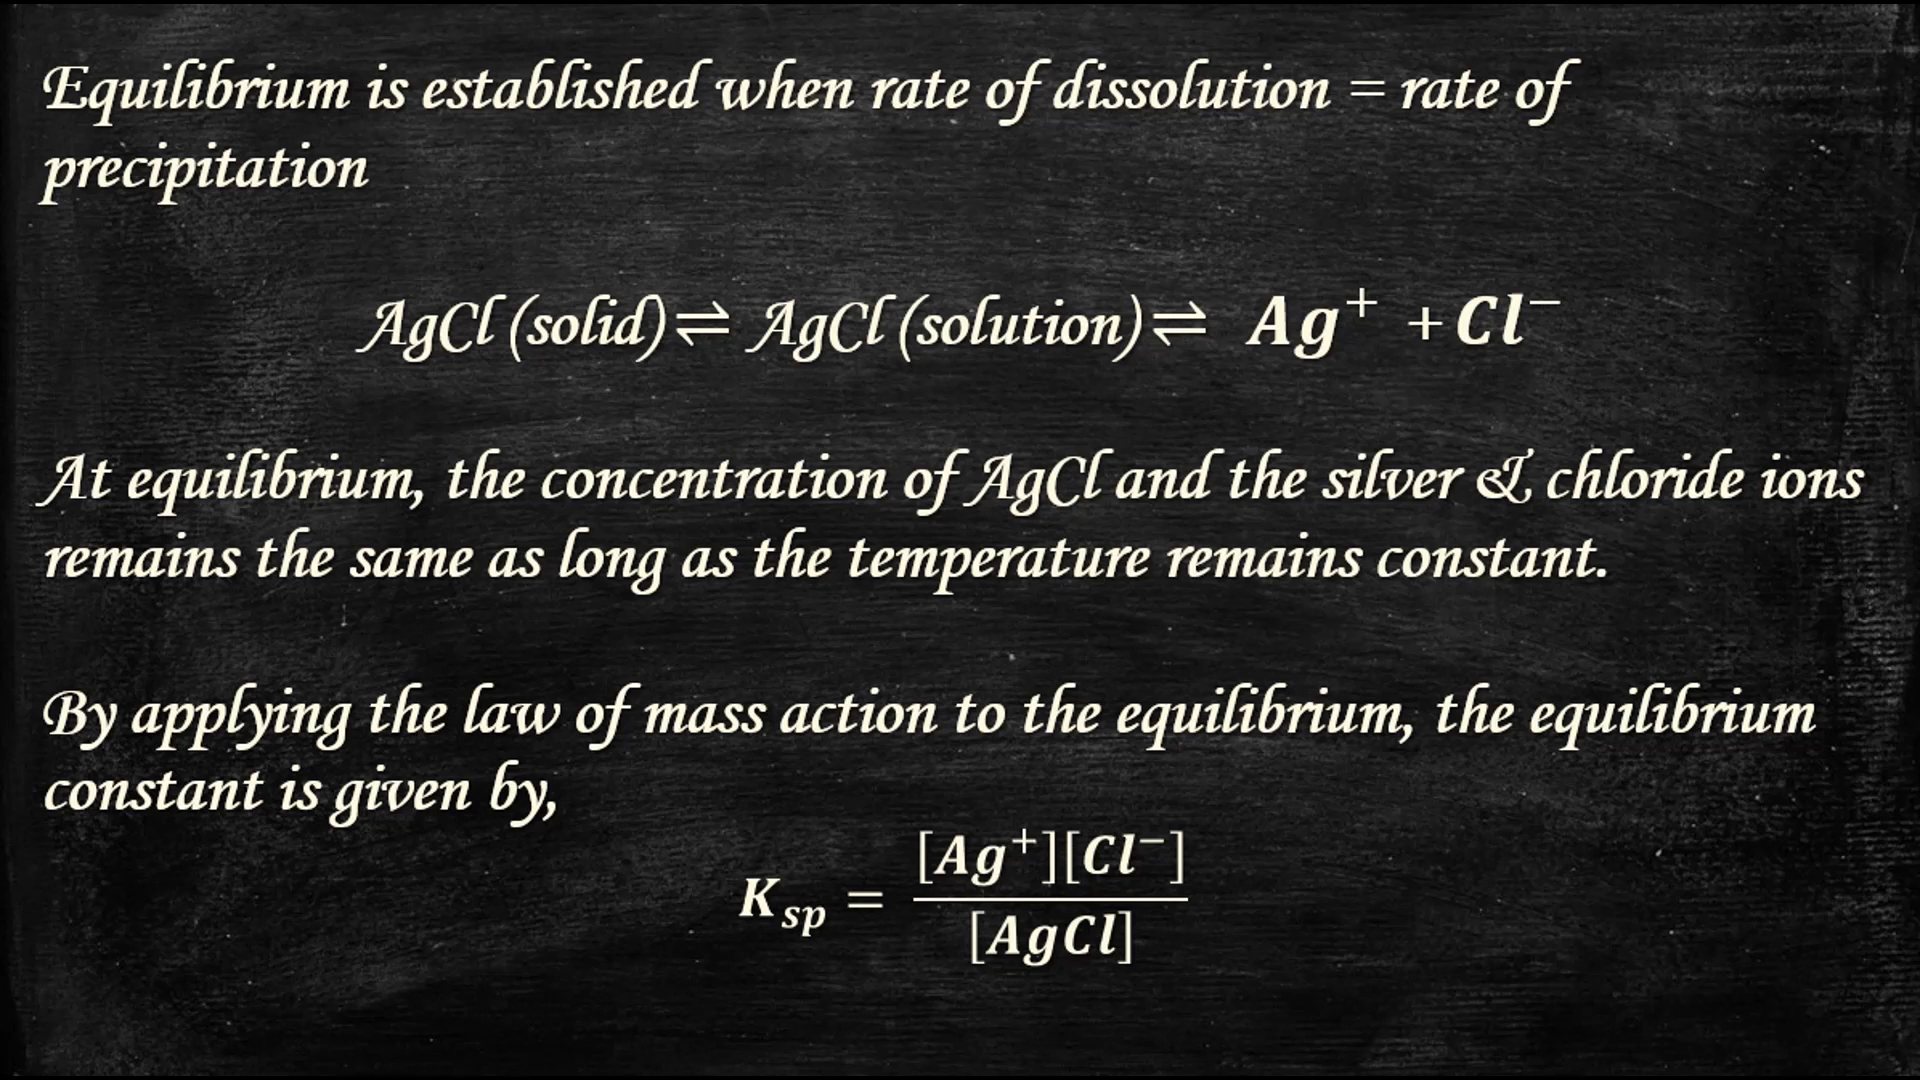 Equilibrium is established when rate of dissolution = rate of
precipitation
AgCl (solid) ⇌ AgCl (solution) ⇌ Ag⁺ + Cl⁻
At equilibrium, the concentration of AgCl and the silver & chloride ions
remains the same as long as the temperature remains constant.
By applying the law of mass action to the equilibrium, the equilibrium
constant is given by,
[Ag⁺][Cl⁻]
K sp =
[AgCl]